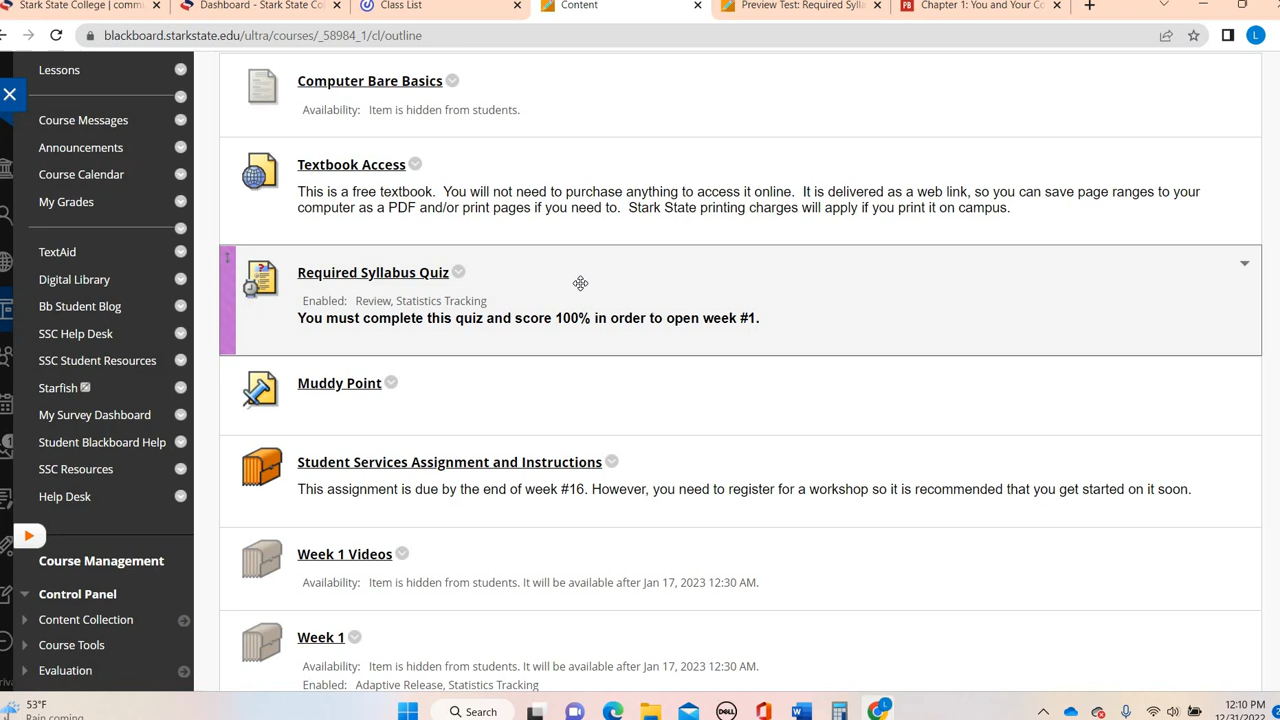 Stark State College | comm
Dashboard - Stark State Co
Class List
Content
Preview Test: Required Sylla
Chapter 1: You and Your Co
blackboard.starkstate.edu/ultra/courses/_58984_1/cl/outline
L
Lessons
Course Messages
Announcements
Course Calendar
My Grades
TextAid
Digital Library
Bb Student Blog
SSC Help Desk
SSC Student Resources
Starfish
My Survey Dashboard
Student Blackboard Help
SSC Resources
Help Desk
Course Management
Control Panel
Content Collection
Course Tools
Evaluation
Computer Bare Basics
Availability: Item is hidden from students.
Textbook Access
This is a free textbook. You will not need to purchase anything to access it online. It is delivered as a web link, so you can save page ranges to your
computer as a PDF and/or print pages if you need to. Stark State printing charges will apply if you print it on campus.
Required Syllabus Quiz
Enabled: Review, Statistics Tracking
You must complete this quiz and score 100% in order to open week #1.
Muddy Point
Student Services Assignment and Instructions
This assignment is due by the end of week #16. However, you need to register for a workshop so it is recommended that you get started on it soon.
Week 1 Videos
Availability: Item is hidden from students. It will be available after Jan 17, 2023 12:30 AM.
Week 1
Availability: Item is hidden from students. It will be available after Jan 17, 2023 12:30 AM.
Enabled: Adaptive Release, Statistics Tracking
53°F
Rain coming
Search
DELL
12:10 PM
12/31/2022